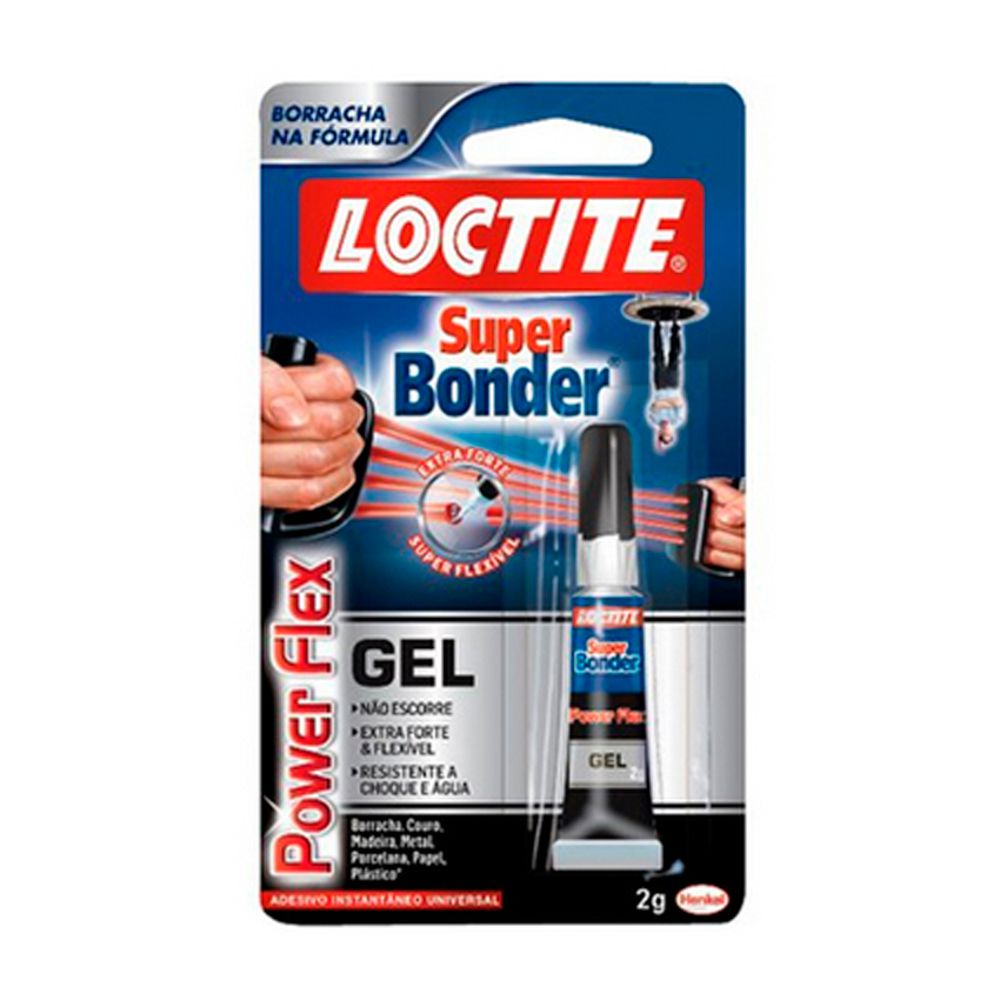 BORRACHA
NA FÓRMULA
LOCTITE®
Super
Bonder®
EXTRA FORTE
SUPER FLEXÍVEL
Power Flex
GEL
▸NÃO ESCORRE
▸EXTRA FORTE
& FLEXÍVEL
▸RESISTENTE A
CHOQUE E ÁGUA
Borracha, Couro,
Madeira, Metal,
Porcelana, Papel,
Plástico*
ADESIVO INSTANTÂNEO UNIVERSAL
LOCTITE
Super
Bonder
Power Flex
GEL
2g
2g
Henkel